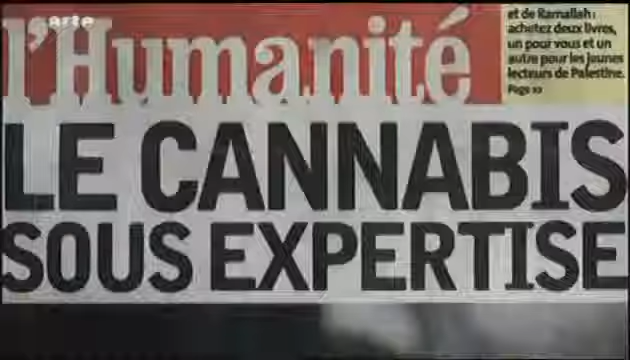 arte
l'Humanité
et de Ramallah :
achetez deux livres,
un pour vous et un
autre pour les jeunes
lecteurs de Palestine.
Page 10
LE CANNABIS
SOUS EXPERTISE